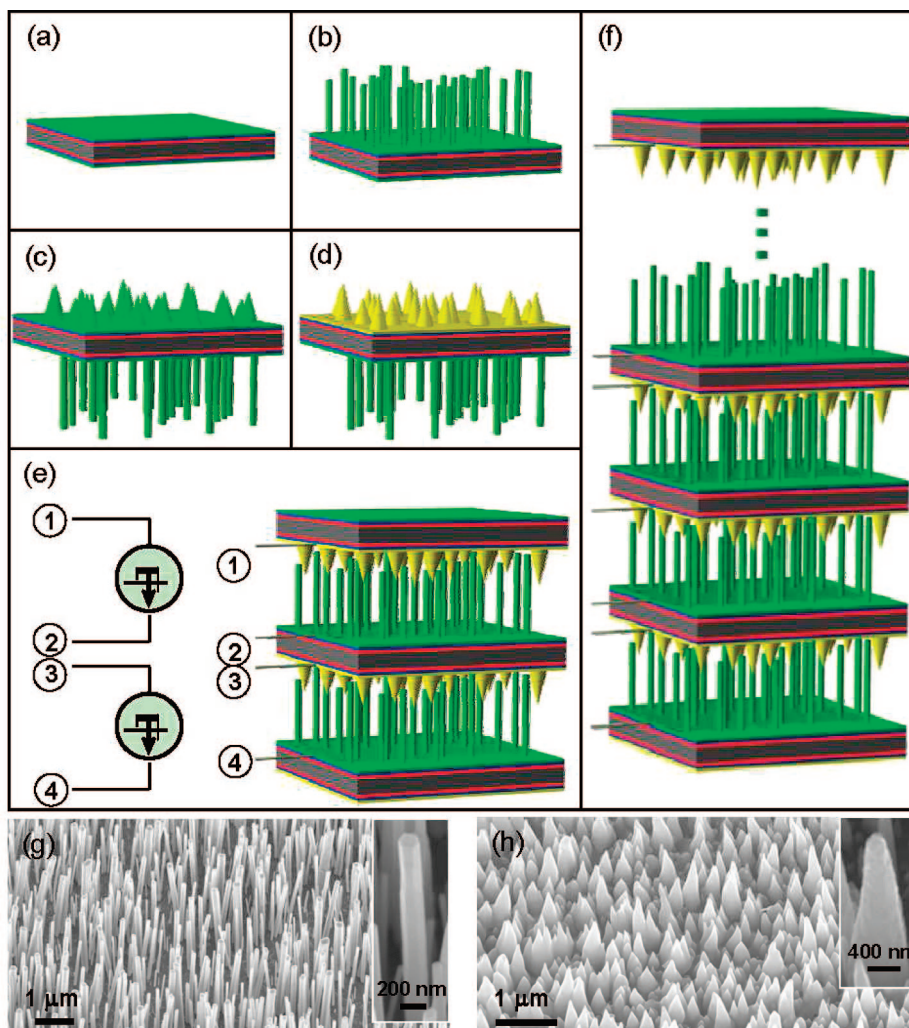 (a)
(b)
(f)
(c)
(d)
(e)
①
②
③
④
①
②
③
④
(g)
1 μm
200 nm
(h)
1 μm
400 nm